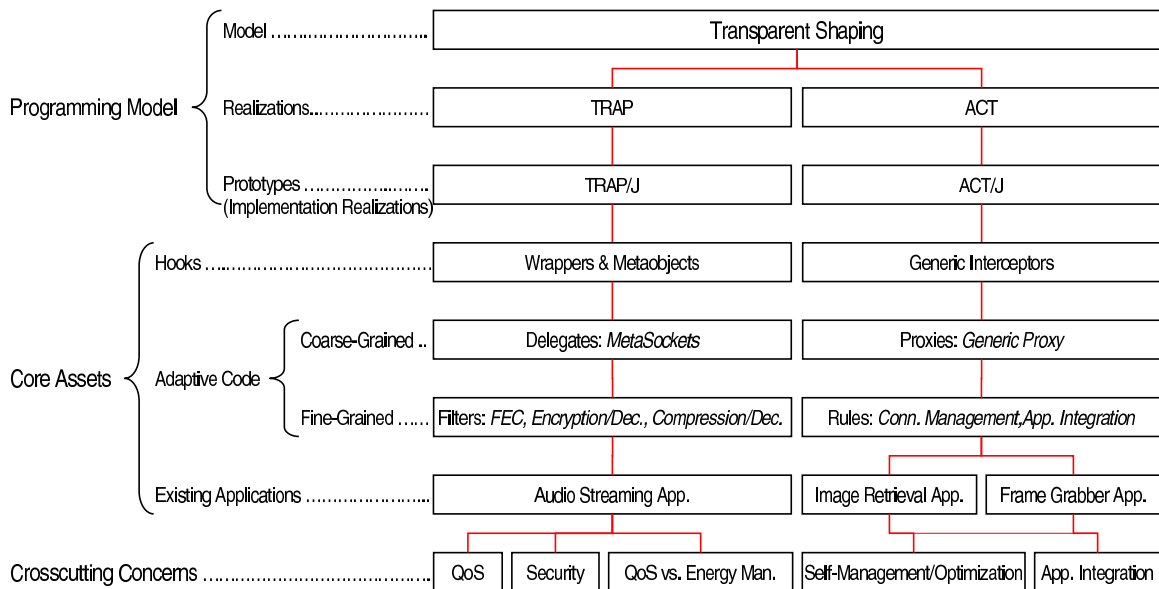 Model
Transparent Shaping
Programming Model
Realizations
TRAP
ACT
Prototypes
(Implementation Realizations)
TRAP/J
ACT/J
Hooks
Wrappers & Metaobjects
Generic Interceptors
Coarse-Grained
Delegates: MetaSockets
Proxies: Generic Proxy
Core Assets
Adaptive Code
Fine-Grained
Filters: FEC, Encryption/Dec., Compression/Dec.
Rules: Conn. Management,App. Integration
Existing Applications
Audio Streaming App.
Image Retrieval App.
Frame Grabber App.
Crosscutting Concerns
QoS
Security
QoS vs. Energy Man.
Self-Management/Optimization
App. Integration